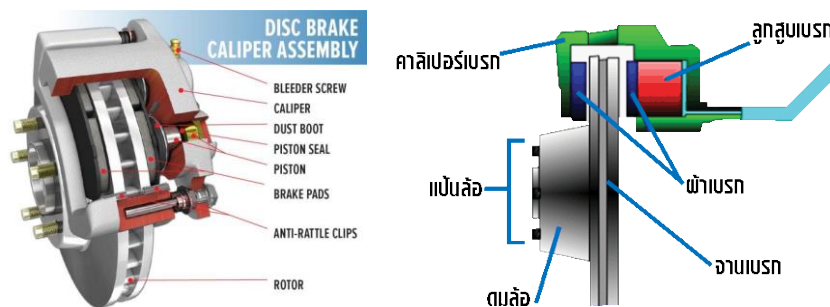 DISC BRAKE
CALIPER ASSEMBLY
BLEEDER SCREW
CALIPER
DUST BOOT
PISTON SEAL
PISTON
BRAKE PADS
ANTI-RATTLE CLIPS
ROTOR
คาลิเปอร์เบรก
ลูกสูบเบรก
แป้นล้อ
ผ้าเบรก
จานเบรก
ดุมล้อ